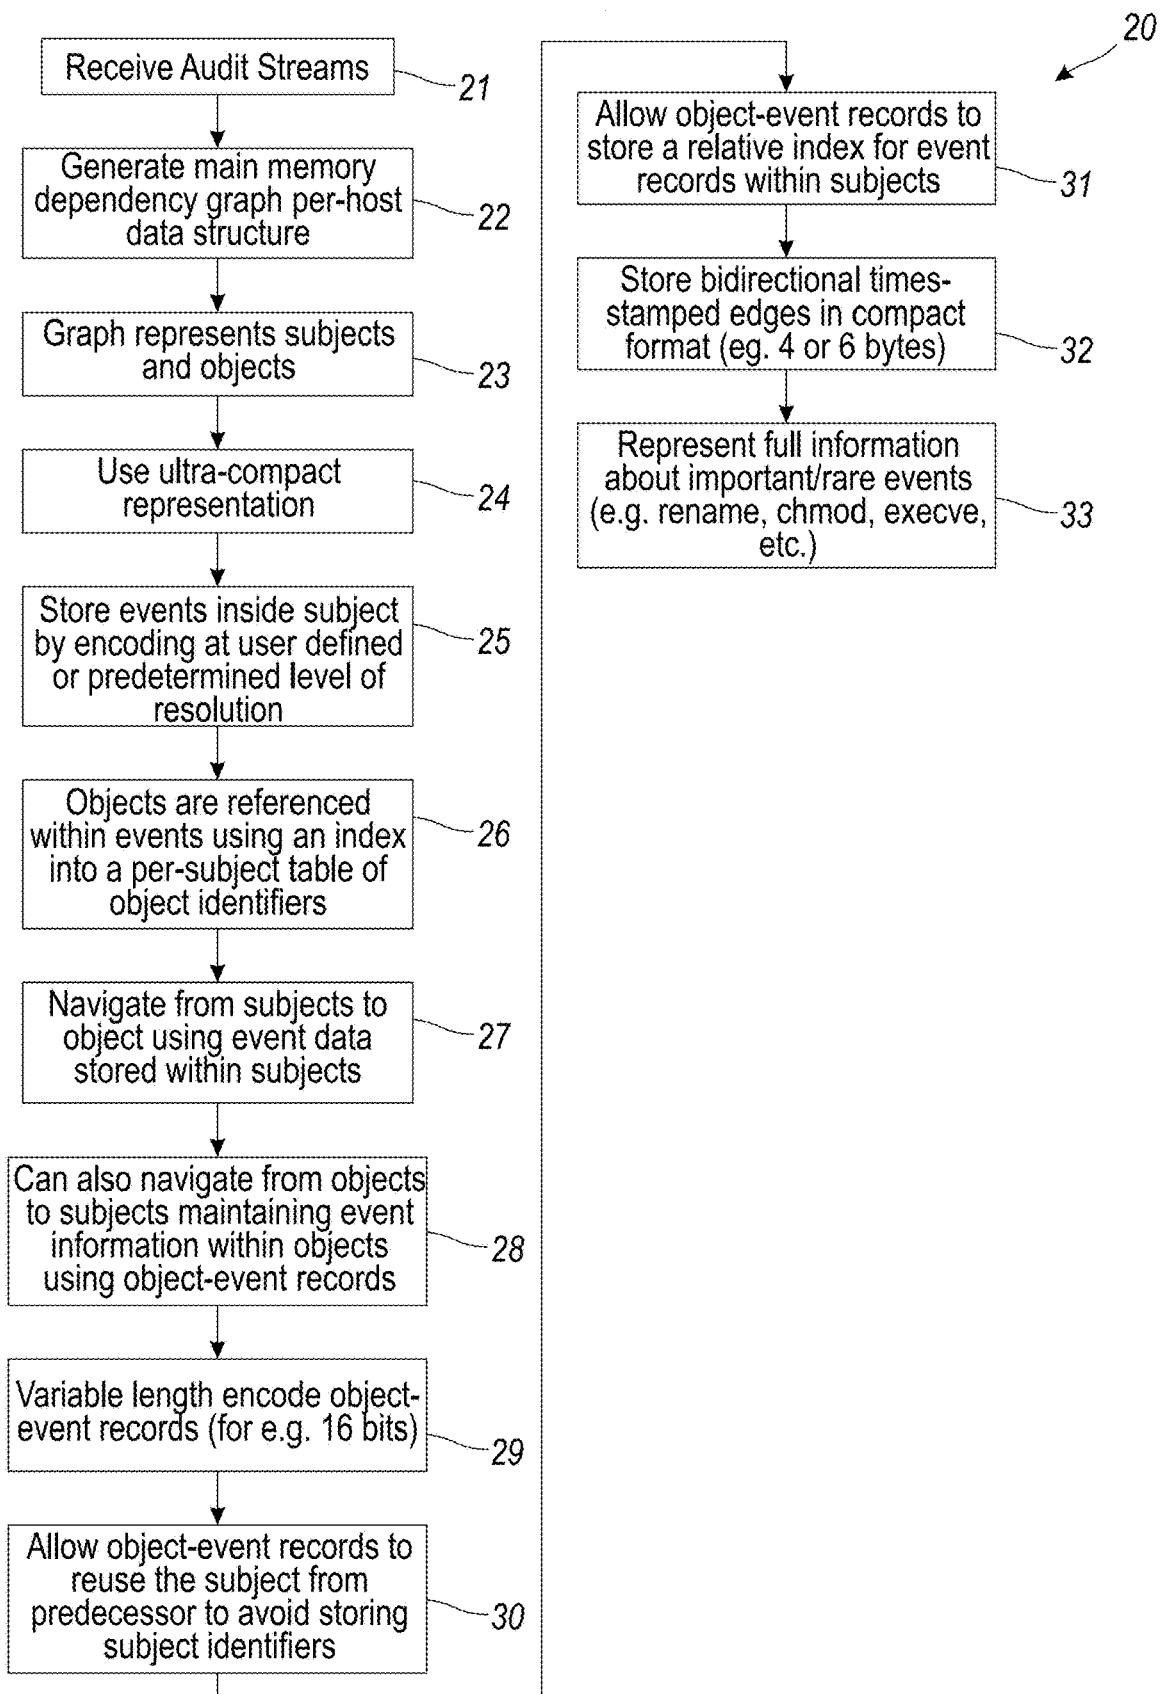 Receive Audit Streams
21
Generate main memory
dependency graph per-host
data structure
22
Graph represents subjects
and objects
23
Use ultra-compact
representation
24
Store events inside subject
by encoding at user defined
or predetermined level of
resolution
25
Objects are referenced
within events using an index
into a per-subject table of
object identifiers
26
Navigate from subjects to
object using event data
stored within subjects
27
Can also navigate from objects
to subjects maintaining event
information within objects
using object-event records
28
Variable length encode object-
event records (for e.g. 16 bits)
29
Allow object-event records to
reuse the subject from
predecessor to avoid storing
subject identifiers
30
20
Allow object-event records to
store a relative index for event
records within subjects
31
Store bidirectional times-
stamped edges in compact
format (eg. 4 or 6 bytes)
32
Represent full information
about important/rare events
(e.g. rename, chmod, execve,
etc.)
33